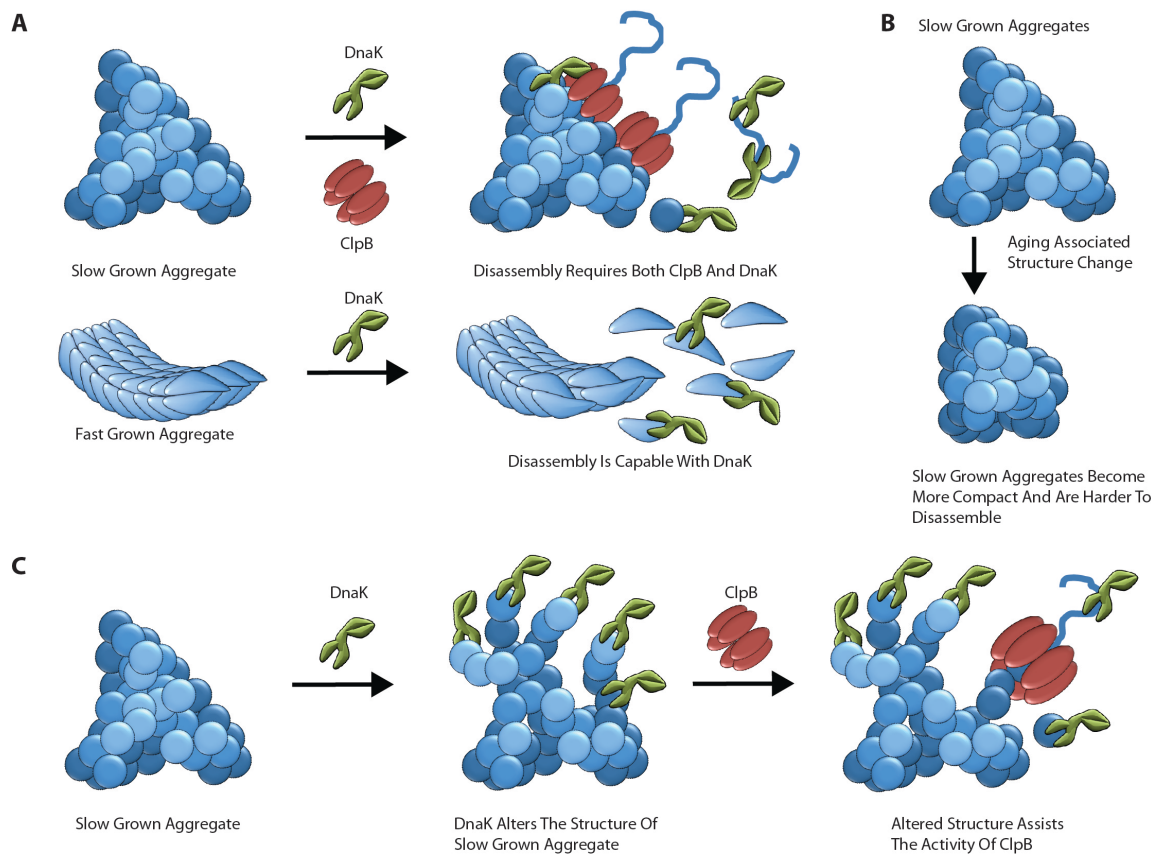 A
DnaK
ClpB
Slow Grown Aggregate
Disassembly Requires Both ClpB And DnaK
DnaK
Fast Grown Aggregate
Disassembly Is Capable With DnaK
B
Slow Grown Aggregates
Aging Associated
Structure Change
Slow Grown Aggregates Become
More Compact And Are Harder To
Disassemble
C
DnaK
ClpB
Slow Grown Aggregate
DnaK Alters The Structure Of
Slow Grown Aggregate
Altered Structure Assists
The Activity Of ClpB